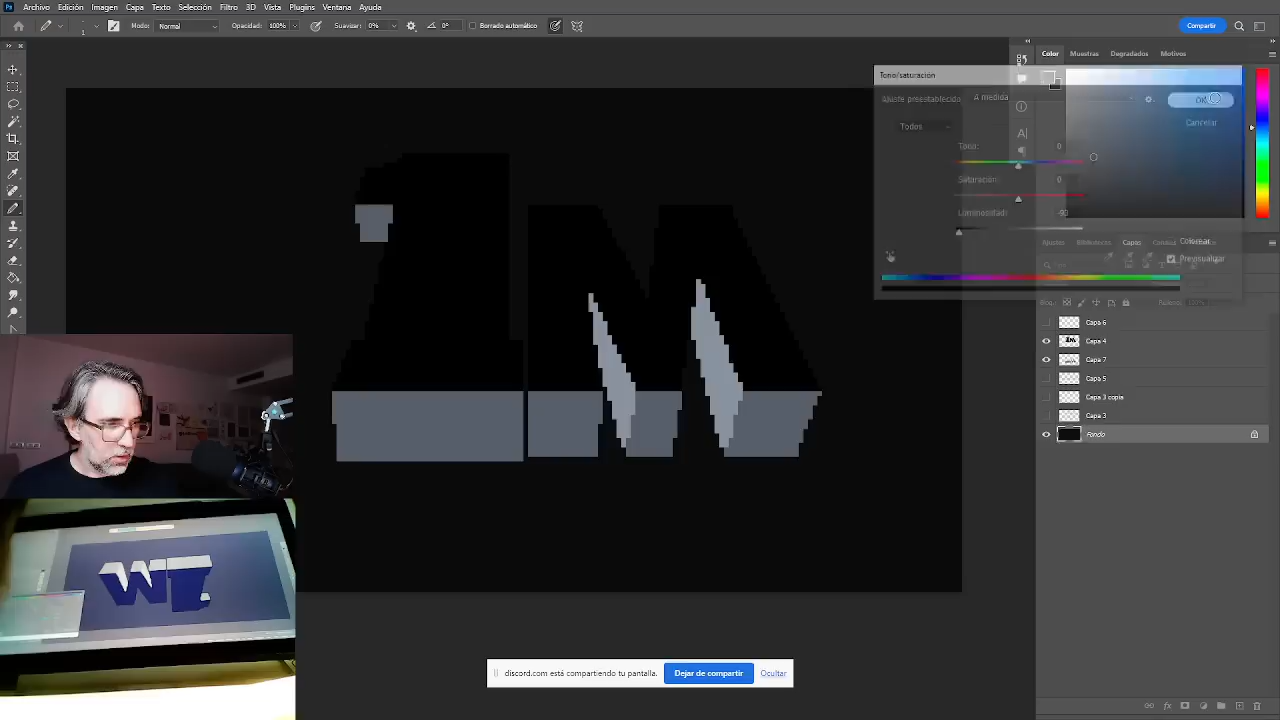 Archivo Edición Imagen Capa Texto Selección Filtro 3D Vista Plugins Ventana Ayuda
1 Modo: Normal Opacidad: 100% Suavizar: 0% 0° Borrado automático Compartir
Color Muestras Degradados Motivos
Tono/saturación
Ajuste preestablecido A medida OK
Cancelar
Todos
Tono: 0
Saturación: 0
Luminosidad:
Colorear
Previsualizar
Ajustes Bibliotecas Capas
Capa 6
Capa 4
Capa 7
Capa 5
Capa 3 copia
Capa 3
Fondo
1M
discord.com está compartiendo tu pantalla. Dejar de compartir Ocultar